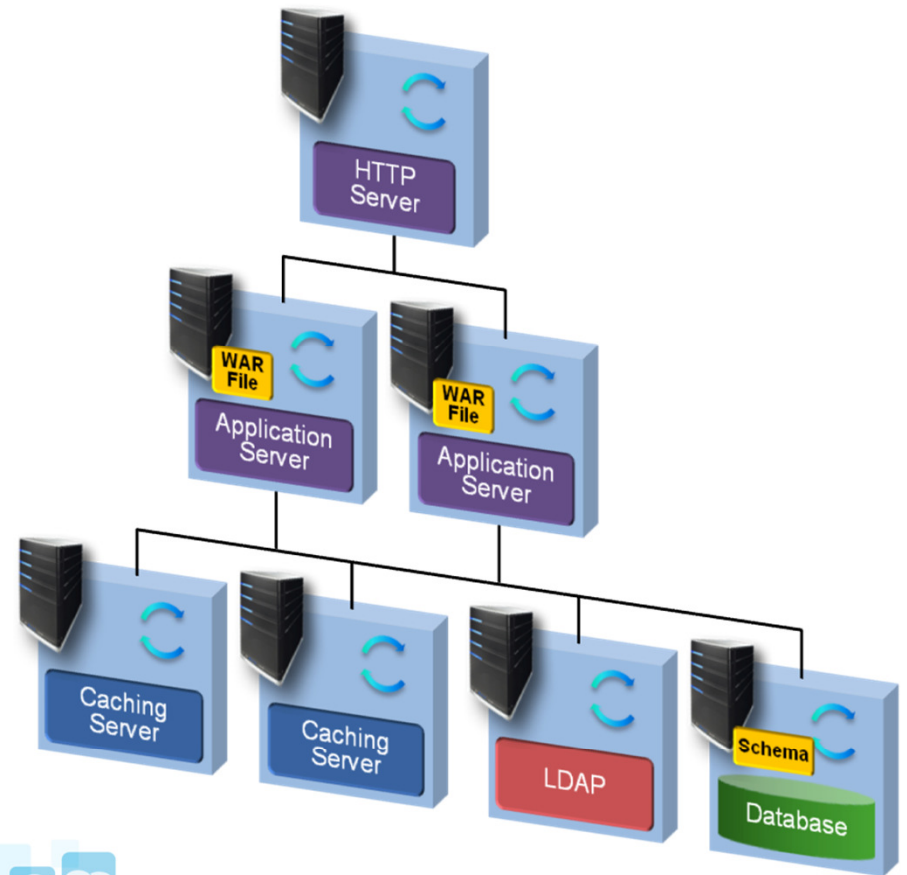 HTTP
Server
WAR
File
Application
Server
WAR
File
Application
Server
Caching
Server
Caching
Server
LDAP
Schema
Database